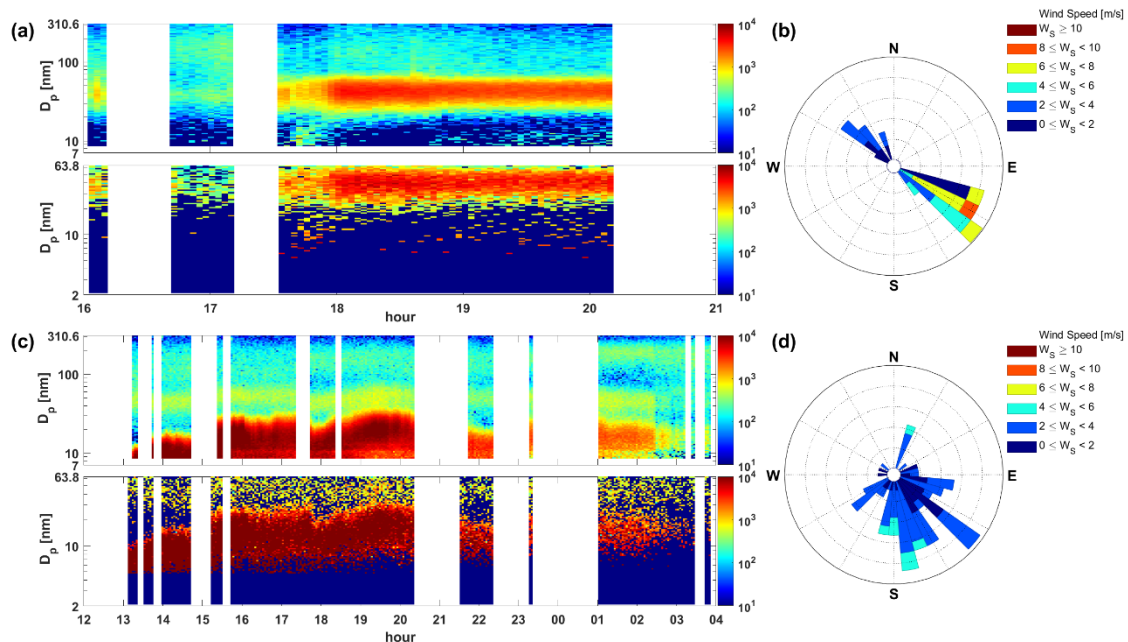 (a)
310.6
100
10
7
D_p [nm]
10^4
10^3
10^2
10^1
63.8
10
2
D_p [nm]
10^4
10^3
10^2
10^1
16 17 18 19 20 21
hour
(b)
N
W E
S
Wind Speed [m/s]
W_S ≥ 10
8 ≤ W_S < 10
6 ≤ W_S < 8
4 ≤ W_S < 6
2 ≤ W_S < 4
0 ≤ W_S < 2
(c)
310.6
100
10
7
D_p [nm]
10^4
10^3
10^2
10^1
63.8
10
2
D_p [nm]
10^4
10^3
10^2
10^1
12 13 14 15 16 17 18 19 20 21 22 23 00 01 02 03 04
hour
(d)
N
W E
S
Wind Speed [m/s]
W_S ≥ 10
8 ≤ W_S < 10
6 ≤ W_S < 8
4 ≤ W_S < 6
2 ≤ W_S < 4
0 ≤ W_S < 2